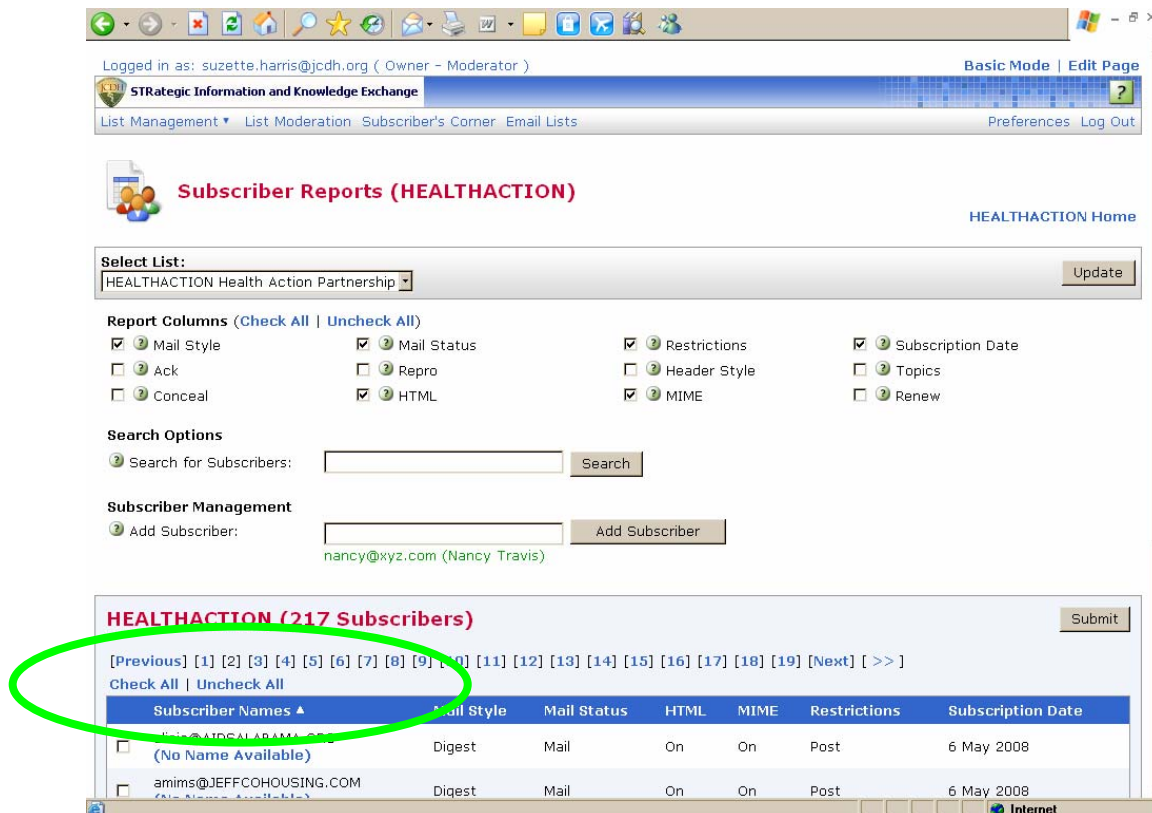 Logged in as: suzette.harris@jcdh.org ( Owner - Moderator ) Basic Mode | Edit Page
JCDH STRategic Information and Knowledge Exchange ?
List Management ▼ List Moderation Subscriber's Corner Email Lists Preferences Log Out
Subscriber Reports (HEALTHACTION)
HEALTHACTION Home
Select List:
HEALTHACTION Health Action Partnership Update
Report Columns (Check All | Uncheck All)
? Mail Style ? Mail Status ? Restrictions ? Subscription Date
? Ack ? Repro ? Header Style ? Topics
? Conceal ? HTML ? MIME ? Renew
Search Options
? Search for Subscribers: Search
Subscriber Management
? Add Subscriber: Add Subscriber
nancy@xyz.com (Nancy Travis)
HEALTHACTION (217 Subscribers) Submit
[Previous] [1] [2] [3] [4] [5] [6] [7] [8] [9] [10] [11] [12] [13] [14] [15] [16] [17] [18] [19] [Next] [ >> ]
Check All | Uncheck All
Subscriber Names ▲ Mail Style Mail Status HTML MIME Restrictions Subscription Date
Digest Mail On On Post 6 May 2008
(No Name Available)
amims@JEFFCOHOUSING.COM
(No Name Available) Digest Mail On On Post 6 May 2008
Internet